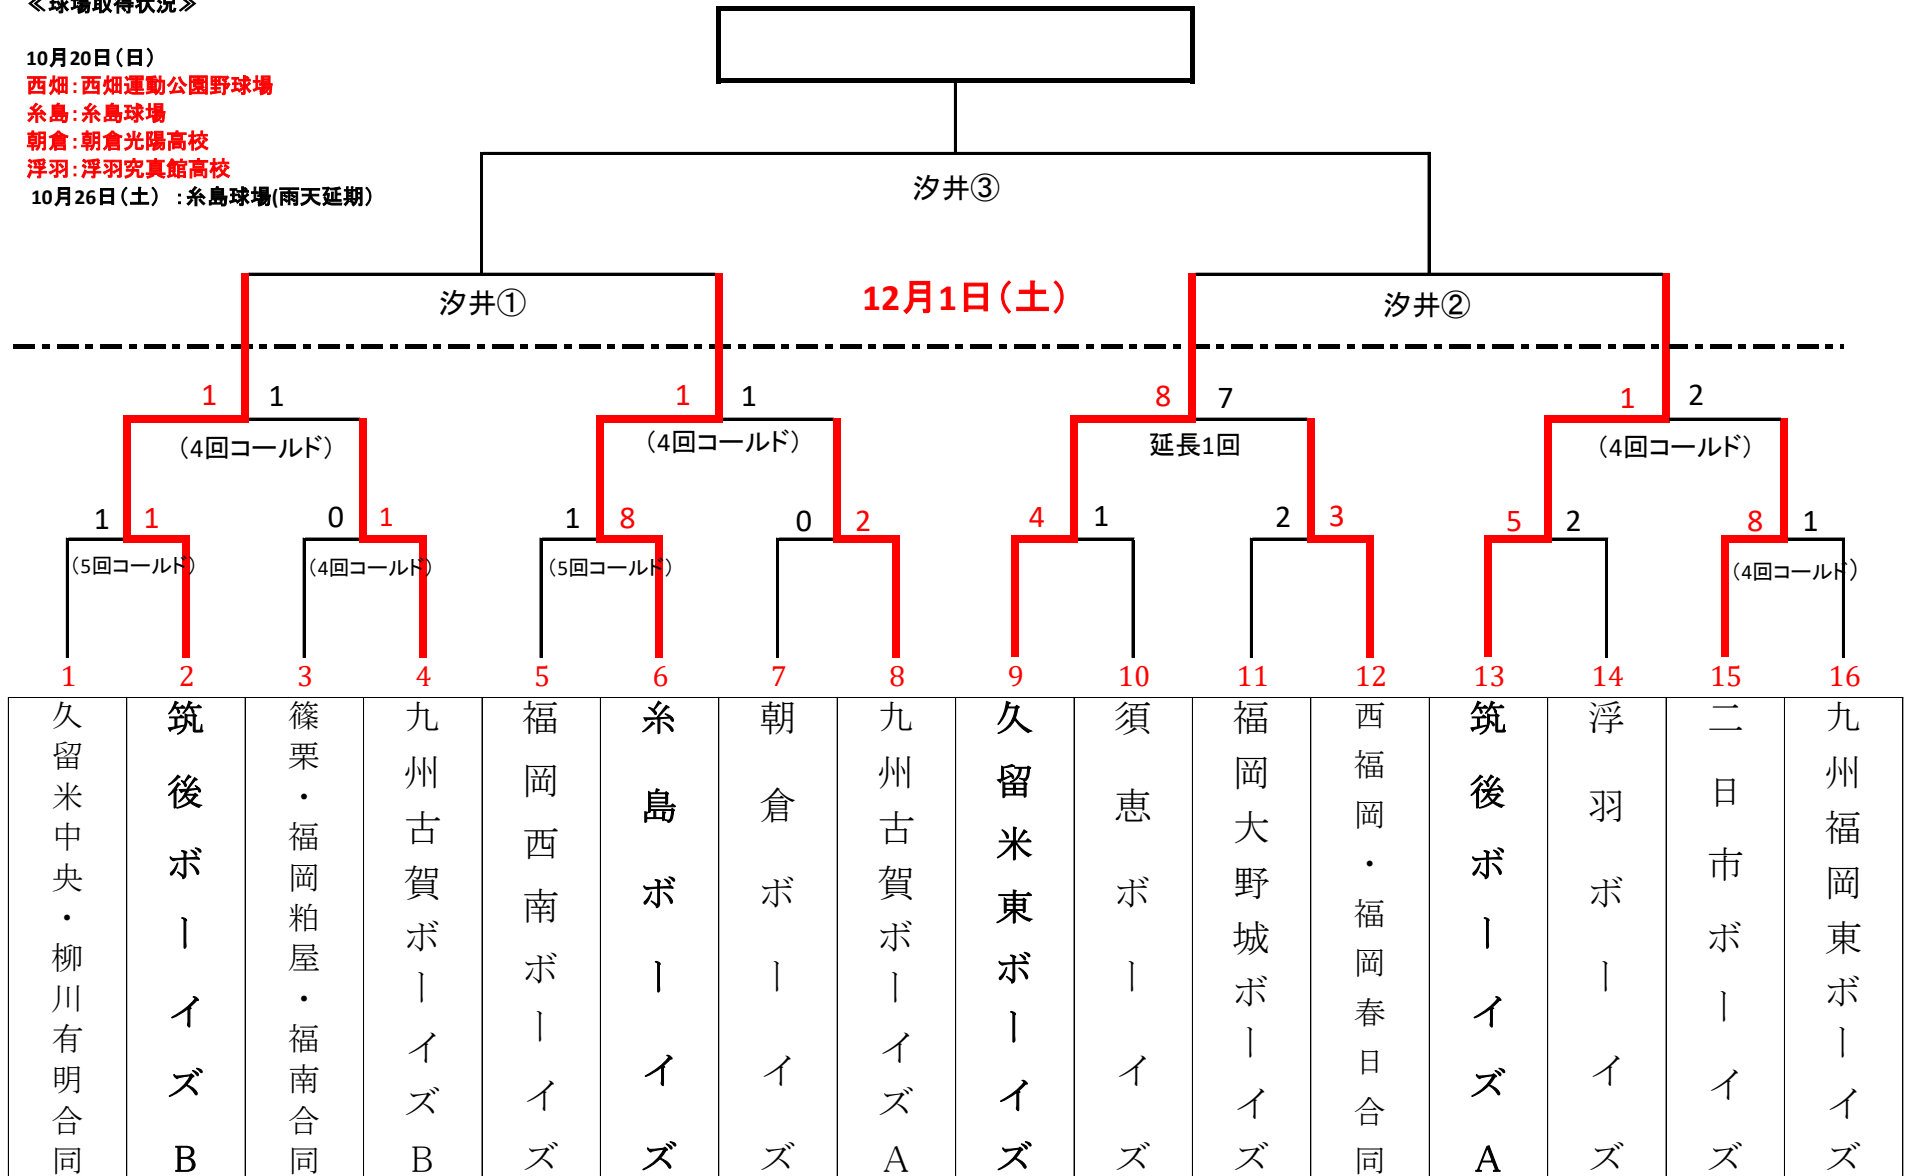 ≪球場取得状況≫
10月20日（日）
西畑：西畑運動公園野球場
糸島：糸島球場
朝倉：朝倉光陽高校
浮羽：浮羽究真館高校
10月26日（土）：糸島球場(雨天延期）
汐井③
汐井①
12月1日（土）
汐井②
1 1
1 1
8 7
1 2
（4回コールド）
（4回コールド）
延長1回
（4回コールド）
1 1
0 1
1 8
0 2
4 1
2 3
5 2
8 1
（5回コールド）
（4回コールド）
（5回コールド）
（4回コールド）
1 2 3 4 5 6 7 8 9 10 11 12 13 14 15 16
久留米中央・柳川有明合同
筑後ボーイズB
篠栗・福岡粕屋・福南合同
九州古賀ボーイズB
福岡西南ボーイズ
糸島ボーイズ
朝倉ボーイズ
九州古賀ボーイズA
久留米東ボーイズ
須恵ボーイズ
福岡大野城ボーイズ
西福岡・福岡春日合同
筑後ボーイズA
浮羽ボーイズ
二日市ボーイズ
九州福岡東ボーイズ